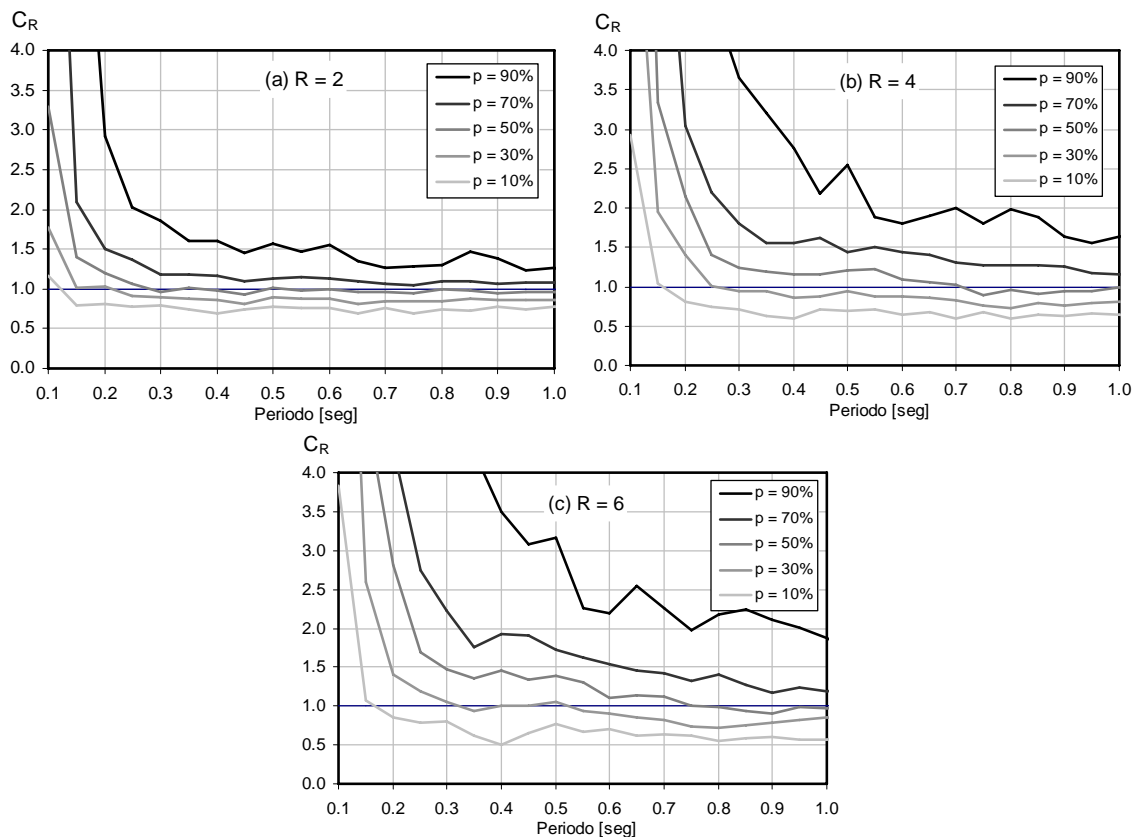 C_R
4.0
3.5
3.0
2.5
2.0
1.5
1.0
0.5
0.0
(a) R = 2
p = 90%
p = 70%
p = 50%
p = 30%
p = 10%
0.1 0.2 0.3 0.4 0.5 0.6 0.7 0.8 0.9 1.0
Periodo [seg]
C_R
4.0
3.5
3.0
2.5
2.0
1.5
1.0
0.5
0.0
(b) R = 4
p = 90%
p = 70%
p = 50%
p = 30%
p = 10%
0.1 0.2 0.3 0.4 0.5 0.6 0.7 0.8 0.9 1.0
Periodo [seg]
C_R
4.0
3.5
3.0
2.5
2.0
1.5
1.0
0.5
0.0
(c) R = 6
p = 90%
p = 70%
p = 50%
p = 30%
p = 10%
0.1 0.2 0.3 0.4 0.5 0.6 0.7 0.8 0.9 1.0
Periodo [seg]